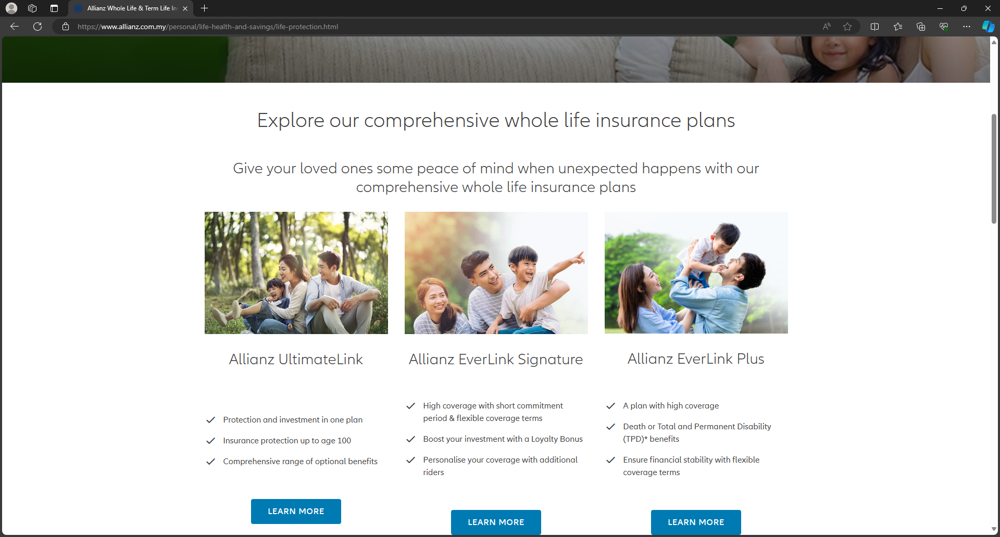 Allianz Whole Life & Term Life In
https://www.allianz.com.my/personal/life-health-and-savings/life-protection.html
Explore our comprehensive whole life insurance plans
Give your loved ones some peace of mind when unexpected happens with our
comprehensive whole life insurance plans
Allianz UltimateLink
Protection and investment in one plan
Insurance protection up to age 100
Comprehensive range of optional benefits
LEARN MORE
Allianz EverLink Signature
High coverage with short commitment
period & flexible coverage terms
Boost your investment with a Loyalty Bonus
Personalise your coverage with additional
riders
LEARN MORE
Allianz EverLink Plus
A plan with high coverage
Death or Total and Permanent Disability
(TPD)* benefits
Ensure financial stability with flexible
coverage terms
LEARN MORE